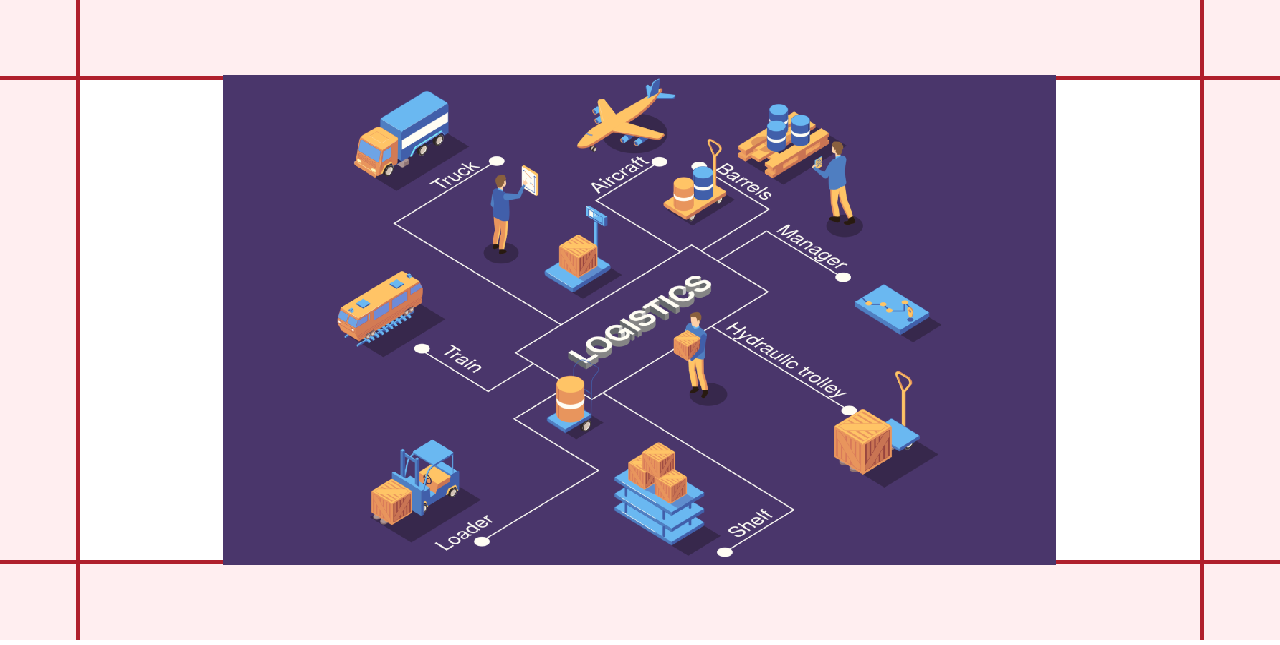 Truck
Aircraft
Barrels
Manager
LOGISTICS
Train
Hydraulic trolley
Loader
Shelf